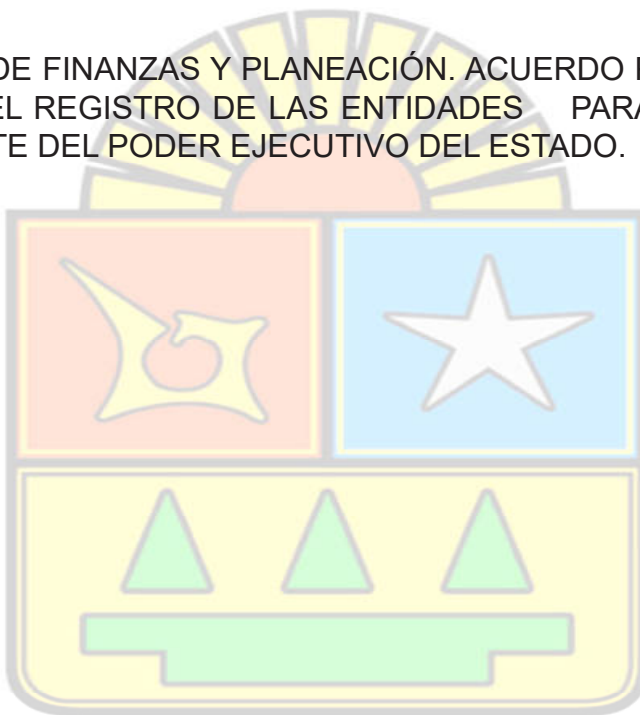 DE FINANZAS Y PLANEACIÓN. ACUERDO
EL REGISTRO DE LAS ENTIDADES PARA
TE DEL PODER EJECUTIVO DEL ESTADO.